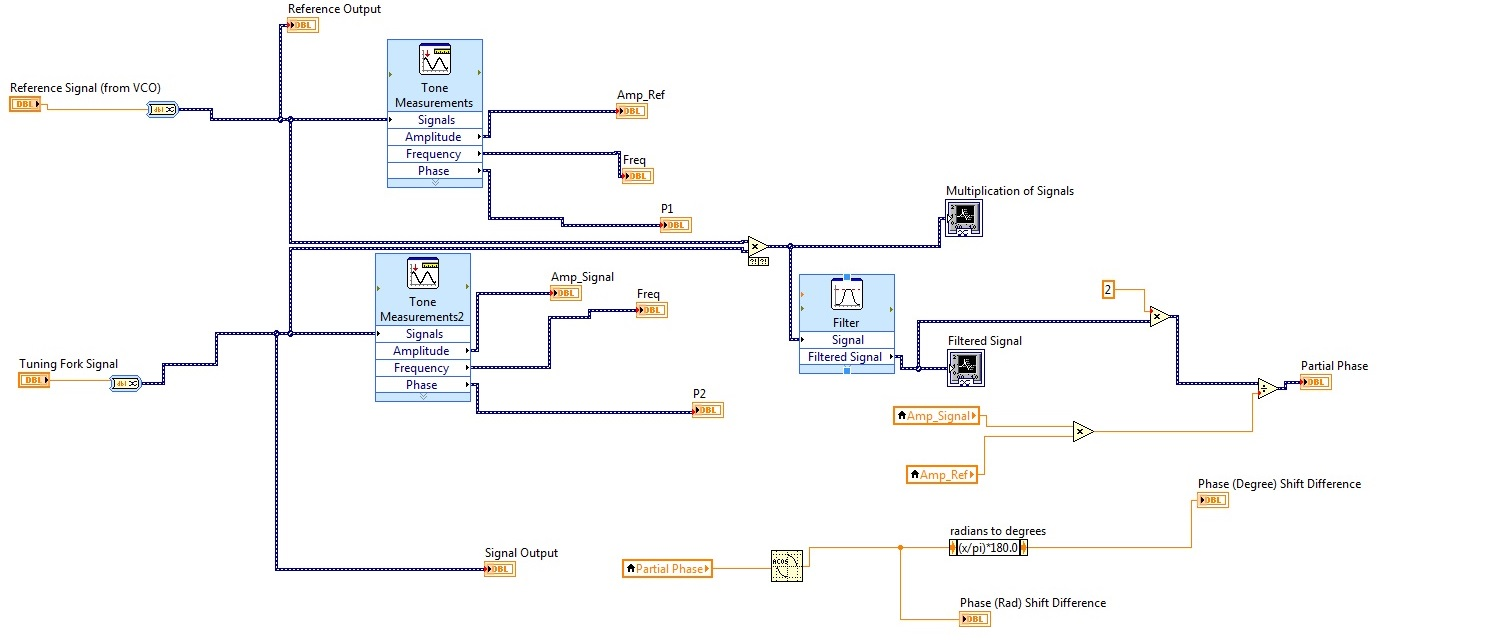 Reference Output
DBL
Reference Signal (from VCO)
DBL
Tone
Measurements
Signals
Amplitude
Frequency
Phase
Amp_Ref
DBL
Freq
DBL
P1
DBL
Multiplication of Signals
Tone
Measurements2
Signals
Amplitude
Frequency
Phase
Amp_Signal
DBL
Freq
DBL
P2
DBL
Tuning Fork Signal
DBL
Filter
Signal
Filtered Signal
Filtered Signal
2
Partial Phase
DBL
Amp_Signal
Amp_Ref
Phase (Degree) Shift Difference
DBL
radians to degrees
(x/pi)*180.0
Signal Output
DBL
Partial Phase
ACOS
Phase (Rad) Shift Difference
DBL